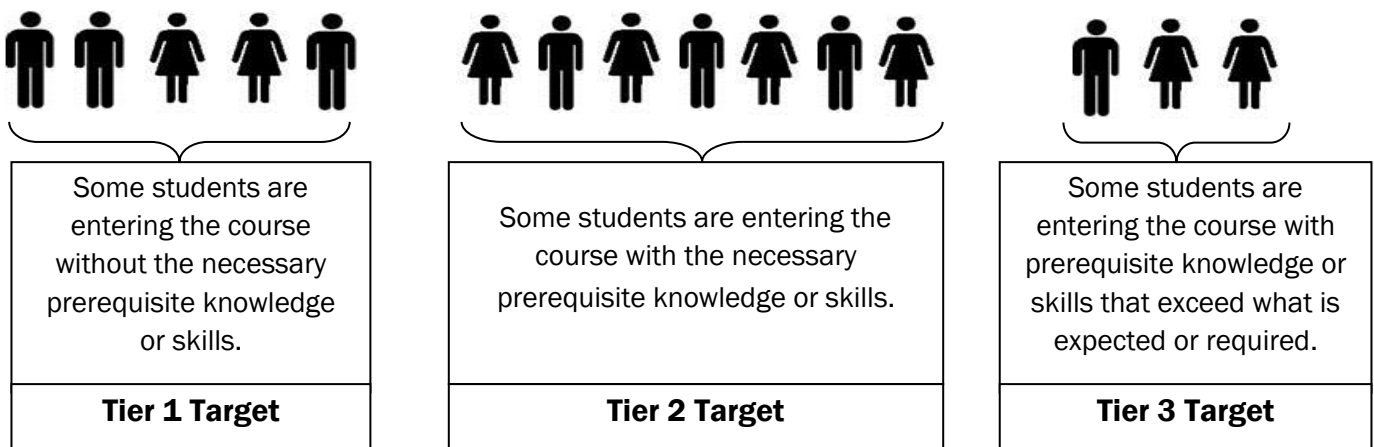 Some students are
entering the course
without the necessary
prerequisite knowledge
or skills.
Tier 1 Target
Some students are entering the
course with the necessary
prerequisite knowledge or skills.
Tier 2 Target
Some students are
entering the course with
prerequisite knowledge or
skills that exceed what is
expected or required.
Tier 3 Target